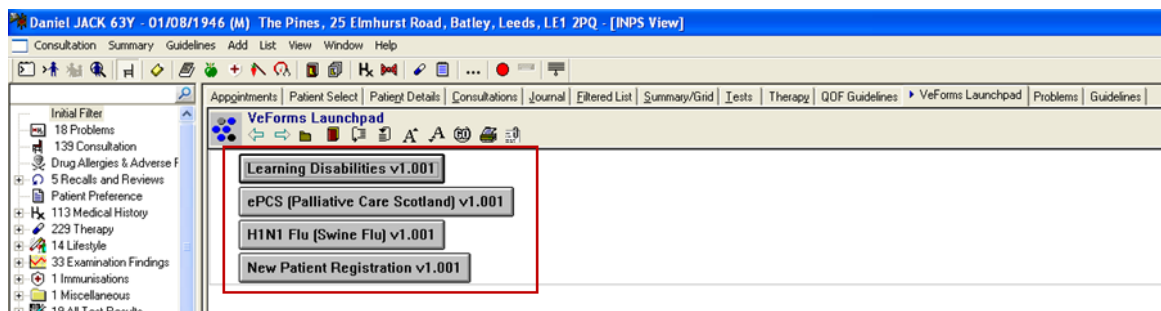 Daniel JACK 63Y - 01/08/1946 (M) The Pines, 25 Elmhurst Road, Batley, Leeds, LE1 2PQ - [INPS View]
Consultation Summary Guidelines Add List View Window Help
Appointments Patient Select Patient Details Consultations Journal Filtered List Summary/Grid Tests Therapy QOF Guidelines VeForms Launchpad Problems Guidelines
Initial Filter
18 Problems
139 Consultation
Drug Allergies & Adverse F
5 Recalls and Reviews
Patient Preference
113 Medical History
229 Therapy
14 Lifestyle
33 Examination Findings
1 Immunisations
1 Miscellaneous
VeForms Launchpad
Learning Disabilities v1.001
ePCS (Palliative Care Scotland) v1.001
H1N1 Flu (Swine Flu) v1.001
New Patient Registration v1.001